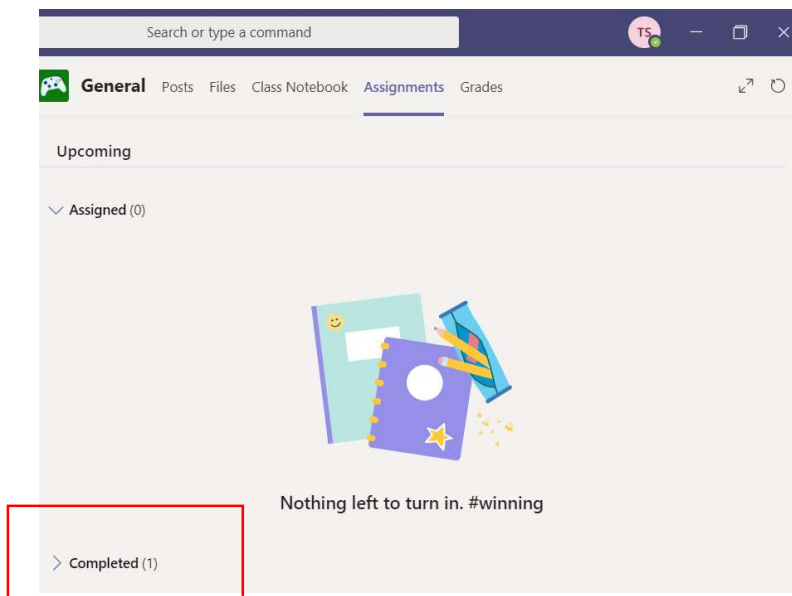 Search or type a command
TS
General Posts Files Class Notebook Assignments Grades
Upcoming
Assigned (0)
Nothing left to turn in. #winning
Completed (1)